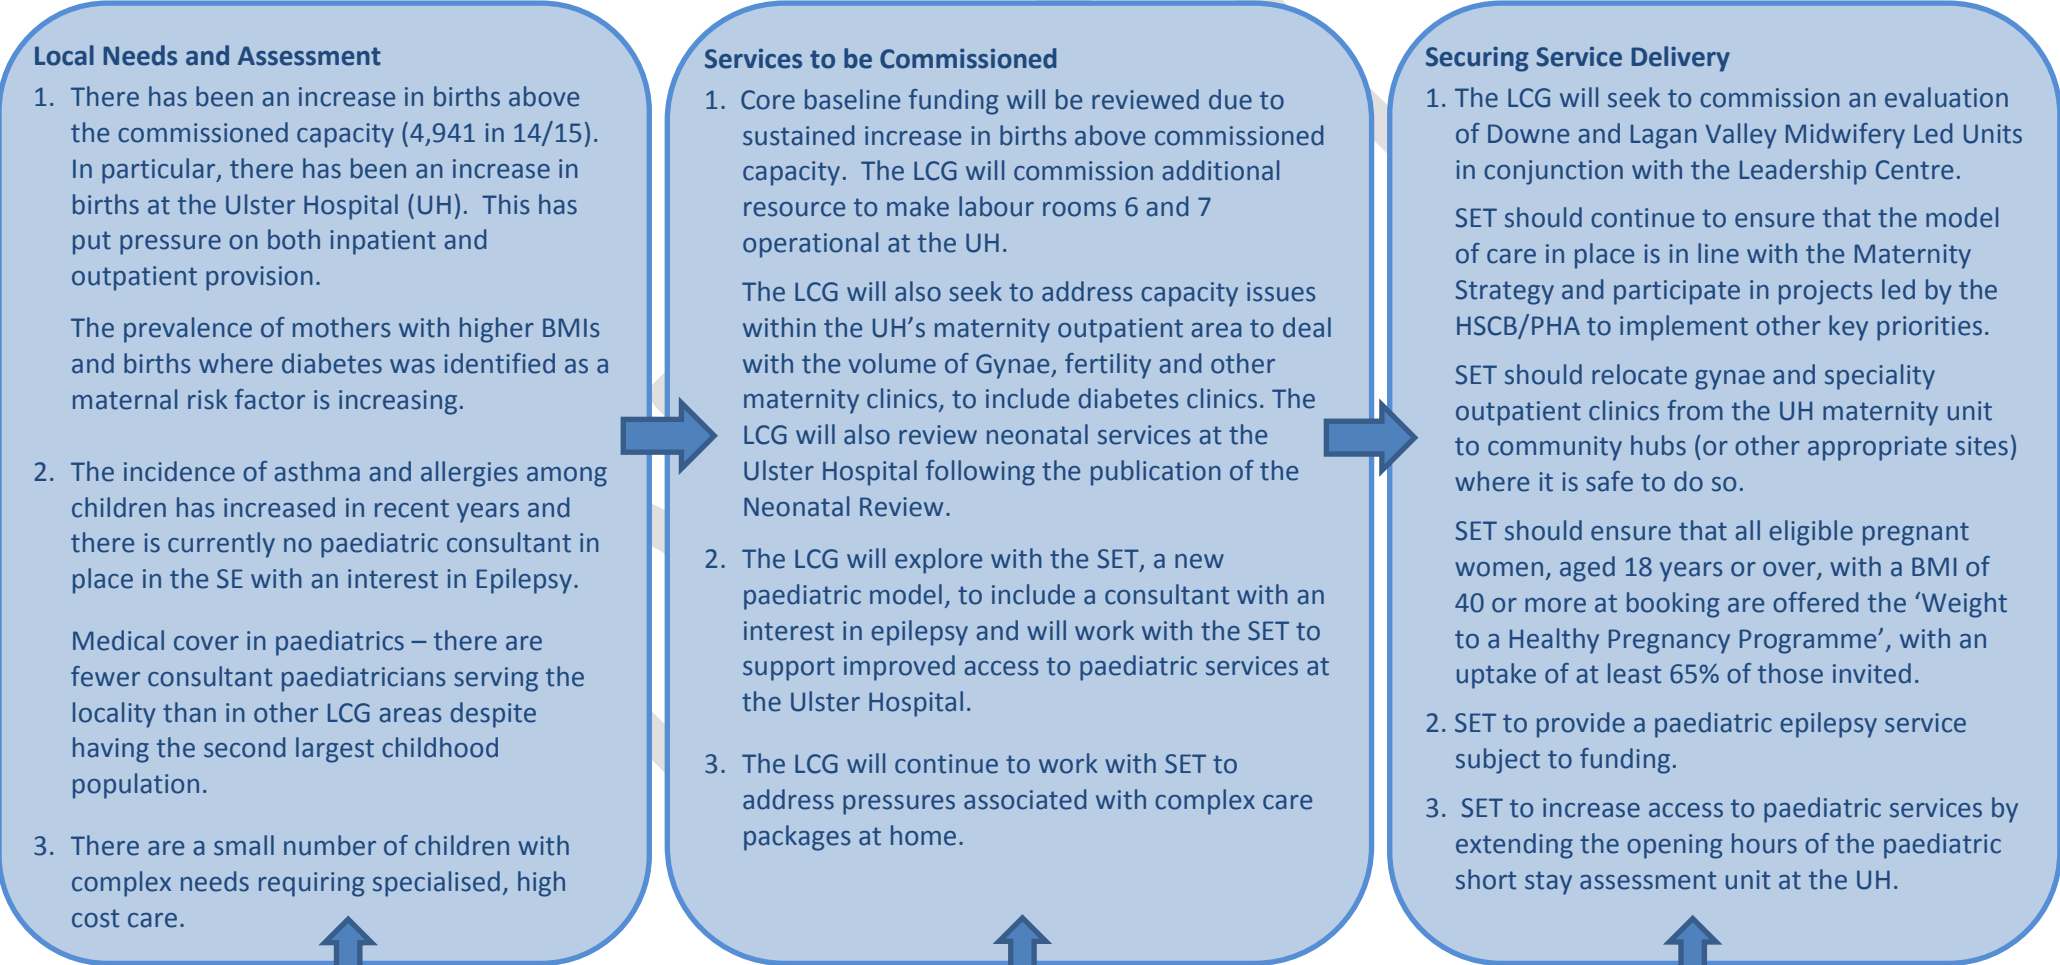 Local Needs and Assessment
1. There has been an increase in births above
the commissioned capacity (4,941 in 14/15).
In particular, there has been an increase in
births at the Ulster Hospital (UH). This has
put pressure on both inpatient and
outpatient provision.
The prevalence of mothers with higher BMIs
and births where diabetes was identified as a
maternal risk factor is increasing.
2. The incidence of asthma and allergies among
children has increased in recent years and
there is currently no paediatric consultant in
place in the SE with an interest in Epilepsy.
Medical cover in paediatrics – there are
fewer consultant paediatricians serving the
locality than in other LCG areas despite
having the second largest childhood
population.
3. There are a small number of children with
complex needs requiring specialised, high
cost care.
Services to be Commissioned
1. Core baseline funding will be reviewed due to
sustained increase in births above commissioned
capacity. The LCG will commission additional
resource to make labour rooms 6 and 7
operational at the UH.
The LCG will also seek to address capacity issues
within the UH’s maternity outpatient area to deal
with the volume of Gynae, fertility and other
maternity clinics, to include diabetes clinics. The
LCG will also review neonatal services at the
Ulster Hospital following the publication of the
Neonatal Review.
2. The LCG will explore with the SET, a new
paediatric model, to include a consultant with an
interest in epilepsy and will work with the SET to
support improved access to paediatric services at
the Ulster Hospital.
3. The LCG will continue to work with SET to
address pressures associated with complex care
packages at home.
Securing Service Delivery
1. The LCG will seek to commission an evaluation
of Downe and Lagan Valley Midwifery Led Units
in conjunction with the Leadership Centre.
SET should continue to ensure that the model
of care in place is in line with the Maternity
Strategy and participate in projects led by the
HSCB/PHA to implement other key priorities.
SET should relocate gynae and speciality
outpatient clinics from the UH maternity unit
to community hubs (or other appropriate sites)
where it is safe to do so.
SET should ensure that all eligible pregnant
women, aged 18 years or over, with a BMI of
40 or more at booking are offered the ‘Weight
to a Healthy Pregnancy Programme’, with an
uptake of at least 65% of those invited.
2. SET to provide a paediatric epilepsy service
subject to funding.
3. SET to increase access to paediatric services by
extending the opening hours of the paediatric
short stay assessment unit at the UH.